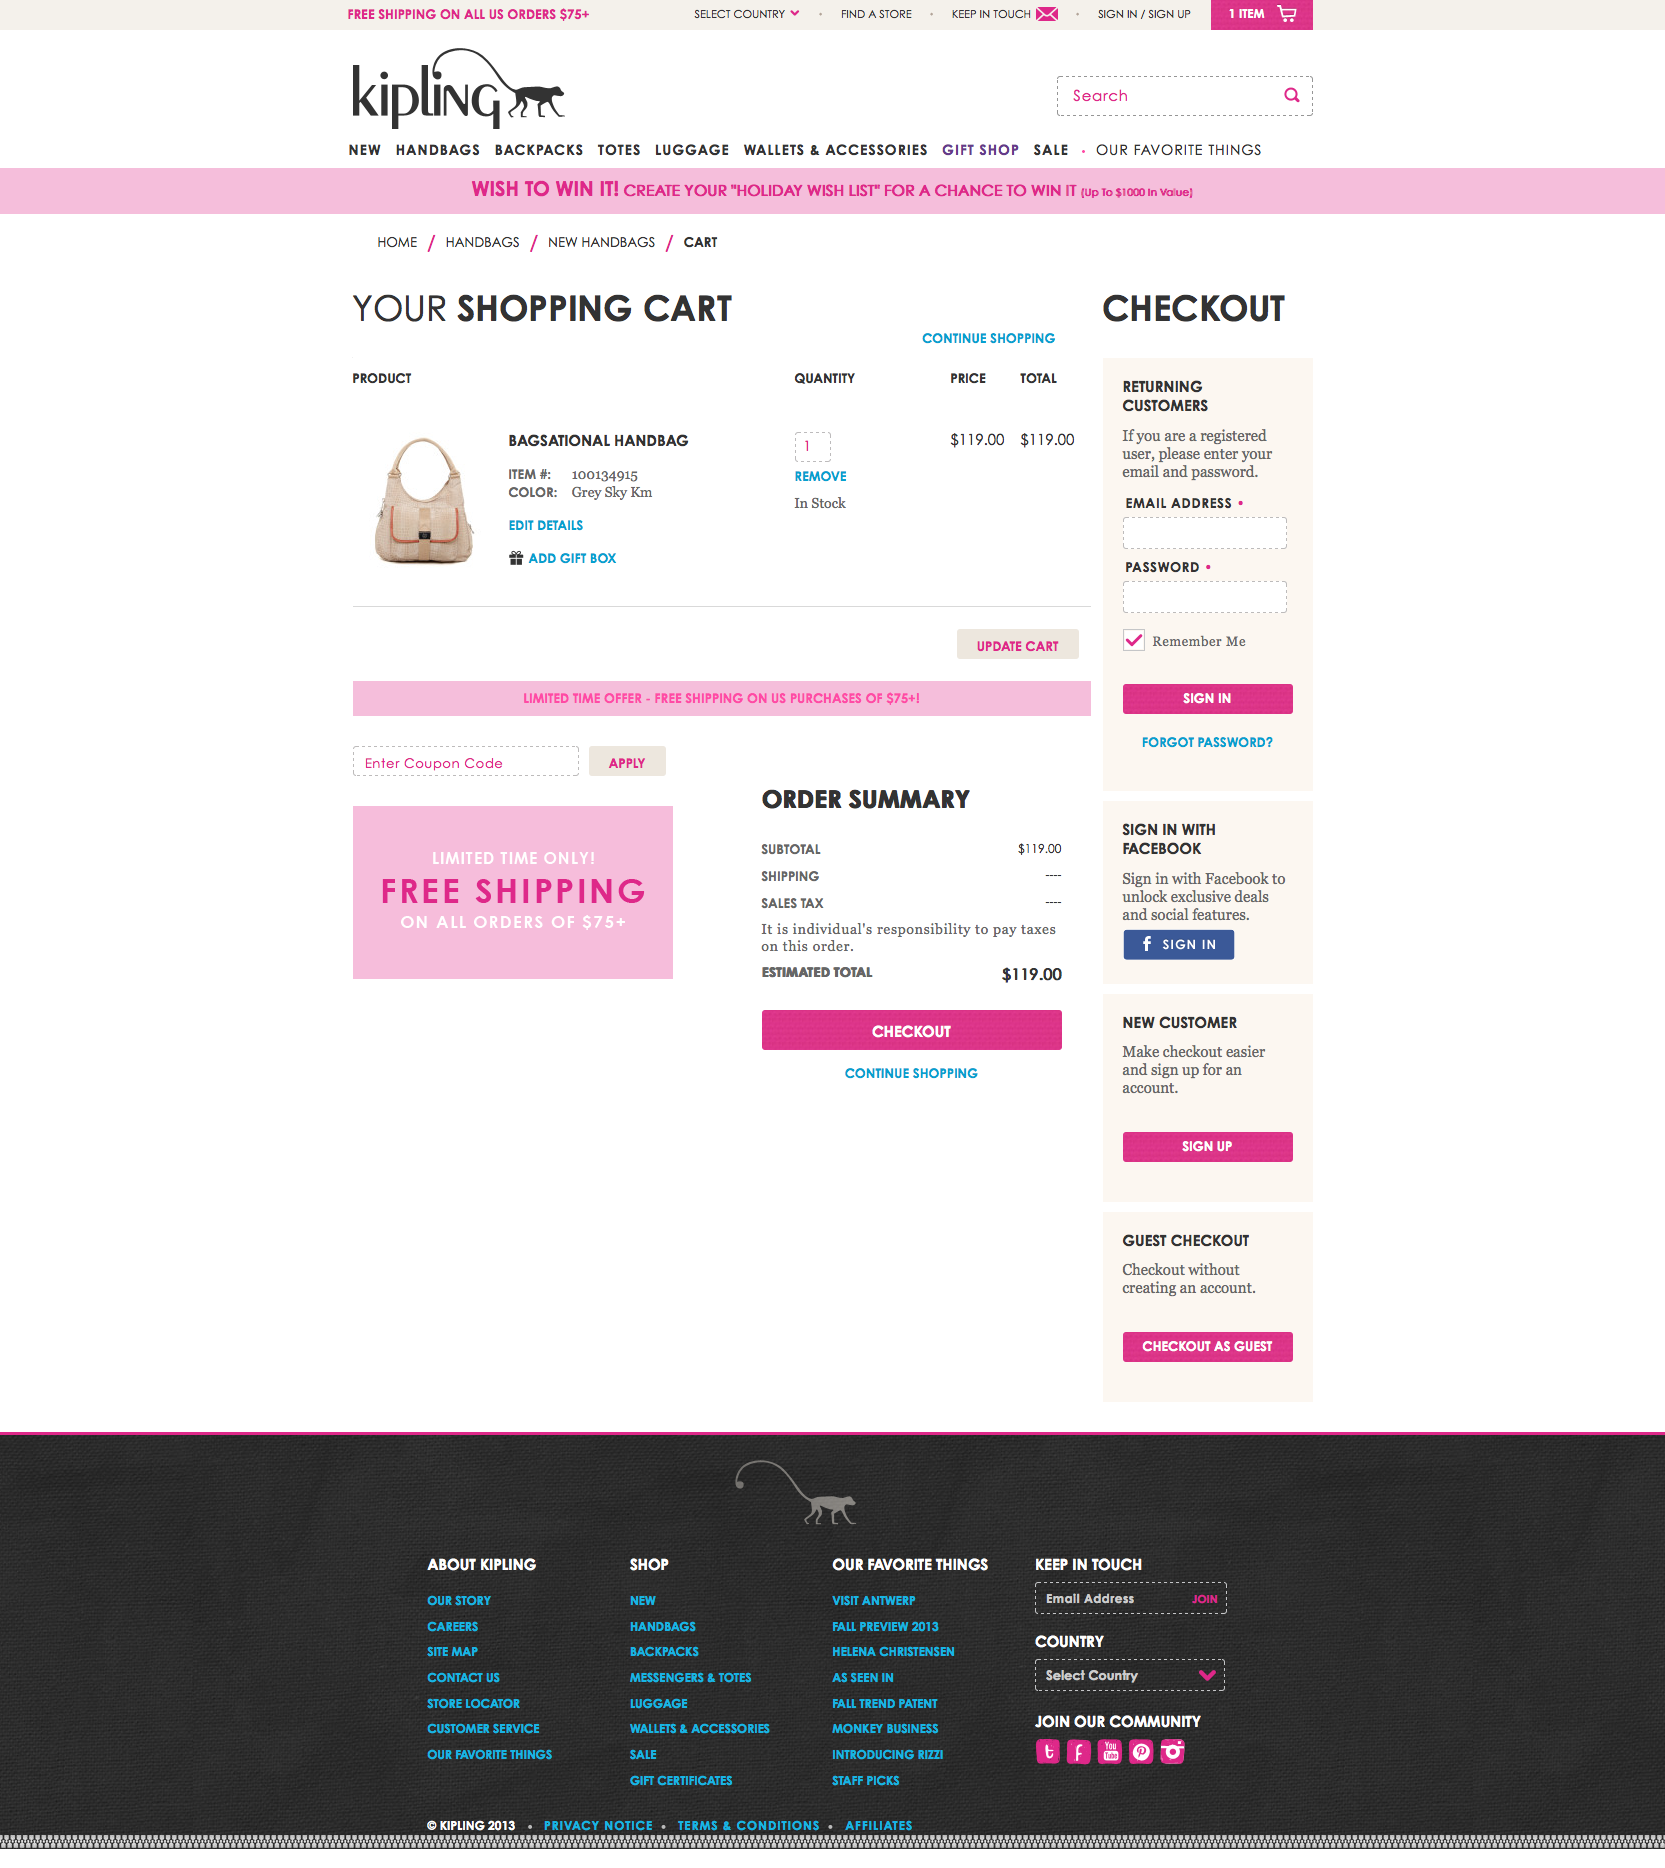 FREE SHIPPING ON ALL US ORDERS $75+
SELECT COUNTRY • FIND A STORE • KEEP IN TOUCH • SIGN IN / SIGN UP
1 ITEM
kipling
Search
NEW HANDBAGS BACKPACKS TOTES LUGGAGE WALLETS & ACCESSORIES GIFT SHOP SALE • OUR FAVORITE THINGS
WISH TO WIN IT! CREATE YOUR "HOLIDAY WISH LIST" FOR A CHANCE TO WIN IT (Up To $1000 In Value)
HOME / HANDBAGS / NEW HANDBAGS / CART
YOUR SHOPPING CART
CONTINUE SHOPPING
PRODUCT QUANTITY PRICE TOTAL
BAGSATIONAL HANDBAG
1
$119.00 $119.00
ITEM #: 100134915
COLOR: Grey Sky Km
REMOVE
In Stock
EDIT DETAILS
ADD GIFT BOX
UPDATE CART
LIMITED TIME OFFER - FREE SHIPPING ON US PURCHASES OF $75+!
Enter Coupon Code
APPLY
LIMITED TIME ONLY!
FREE SHIPPING
ON ALL ORDERS OF $75+
ORDER SUMMARY
SUBTOTAL $119.00
SHIPPING ----
SALES TAX ----
It is individual's responsibility to pay taxes
on this order.
ESTIMATED TOTAL $119.00
CHECKOUT
CONTINUE SHOPPING
CHECKOUT
RETURNING
CUSTOMERS
If you are a registered
user, please enter your
email and password.
EMAIL ADDRESS •
PASSWORD •
Remember Me
SIGN IN
FORGOT PASSWORD?
SIGN IN WITH
FACEBOOK
Sign in with Facebook to
unlock exclusive deals
and social features.
f SIGN IN
NEW CUSTOMER
Make checkout easier
and sign up for an
account.
SIGN UP
GUEST CHECKOUT
Checkout without
creating an account.
CHECKOUT AS GUEST
ABOUT KIPLING
OUR STORY
CAREERS
SITE MAP
CONTACT US
STORE LOCATOR
CUSTOMER SERVICE
OUR FAVORITE THINGS
SHOP
NEW
HANDBAGS
BACKPACKS
MESSENGERS & TOTES
LUGGAGE
WALLETS & ACCESSORIES
SALE
GIFT CERTIFICATES
OUR FAVORITE THINGS
VISIT ANTWERP
FALL PREVIEW 2013
HELENA CHRISTENSEN
AS SEEN IN
FALL TREND PATENT
MONKEY BUSINESS
INTRODUCING RIZZI
STAFF PICKS
KEEP IN TOUCH
Email Address JOIN
COUNTRY
Select Country
JOIN OUR COMMUNITY
You Tube
© KIPLING 2013 • PRIVACY NOTICE • TERMS & CONDITIONS • AFFILIATES